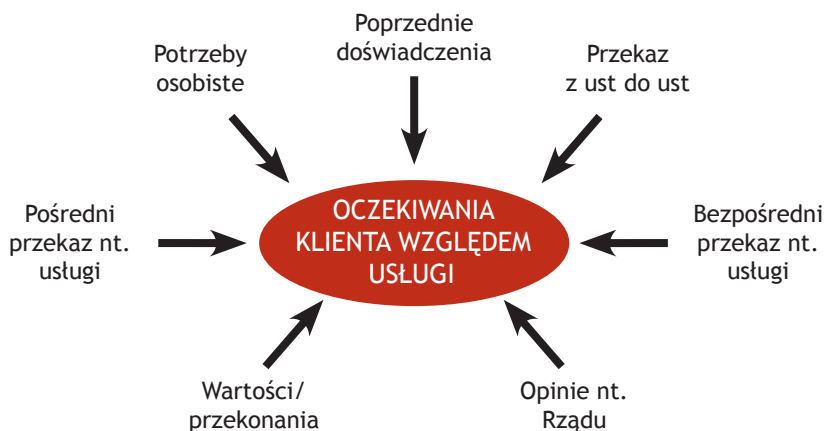 Poprzednie
doświadczenia
Potrzeby
osobiste
Przekaz
z ust do ust
Pośredni
przekaz nt.
usługi
OCZEKIWANIA
KLIENTA WZGLĘDEM
USŁUGI
Bezpośredni
przekaz nt.
usługi
Wartości/
przekonania
Opinie nt.
Rządu